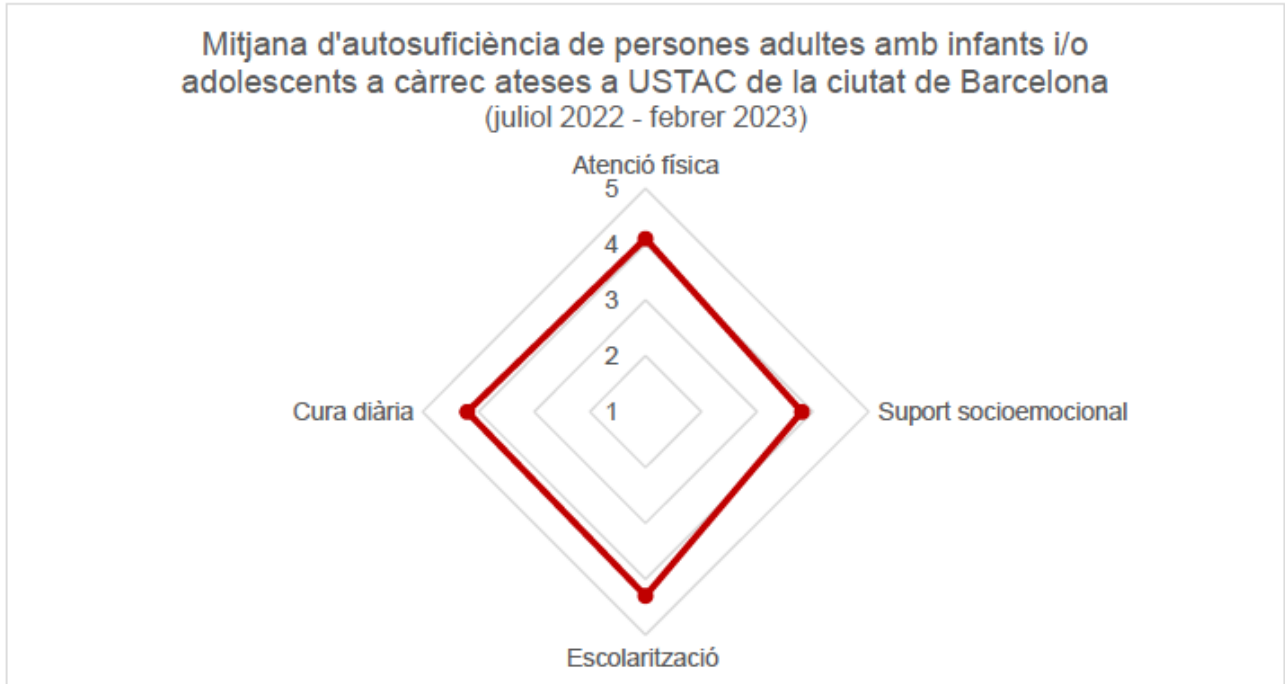 Mitjana d'autosuficiència de persones adultes amb infants i/o
adolescents a càrrec ateses a USTAC de la ciutat de Barcelona
(juliol 2022 - febrer 2023)
Atenció física
5
4
3
2
Cura diària
1
Suport socioemocional
Escolarització